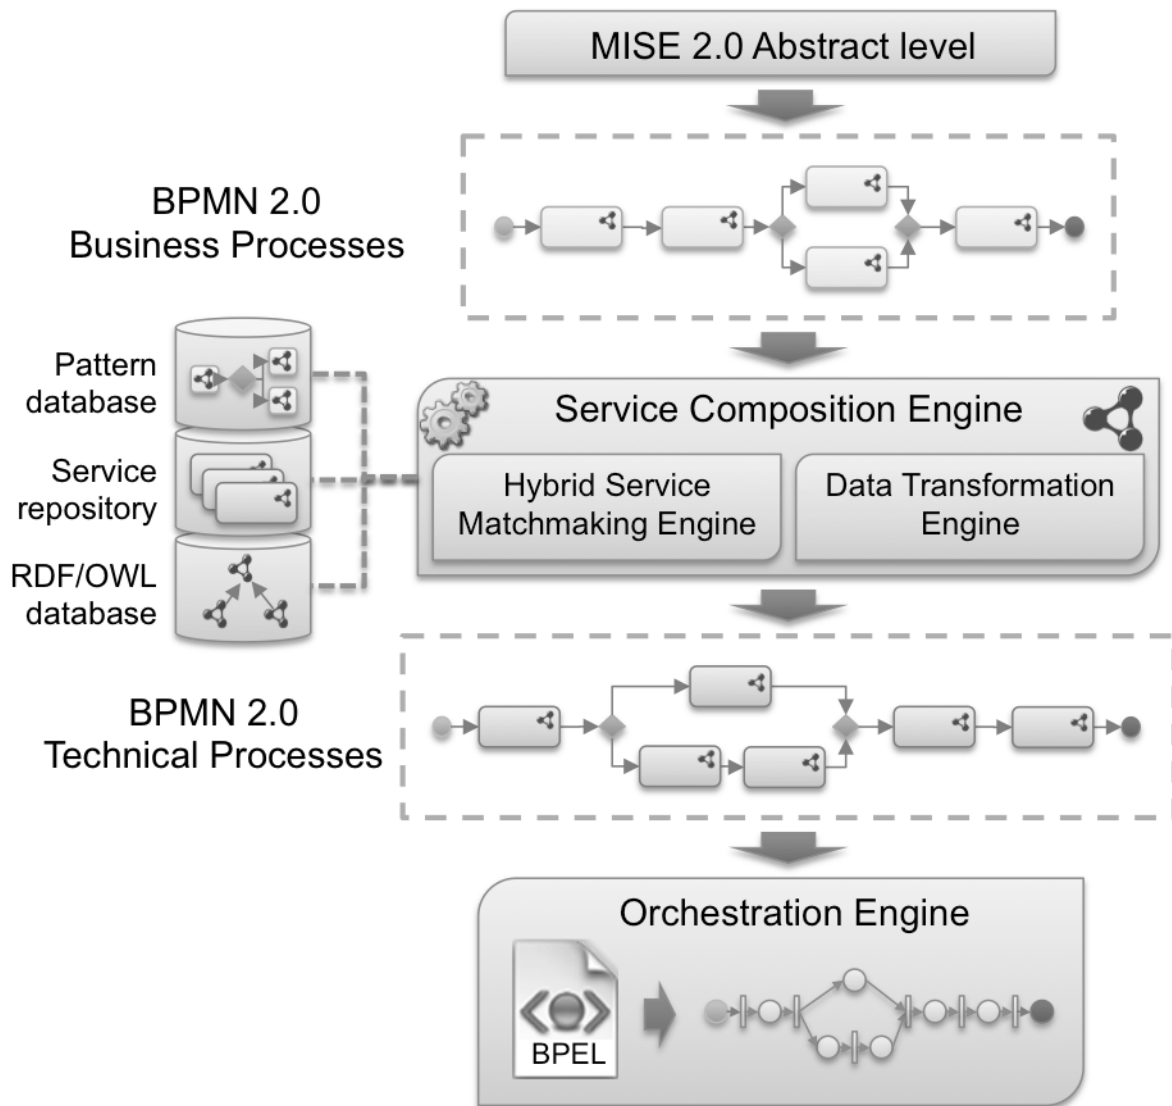 MISE 2.0 Abstract level
BPMN 2.0
Business Processes
Pattern
database
Service
repository
RDF/OWL
database
Service Composition Engine
Hybrid Service
Matchmaking Engine
Data Transformation
Engine
BPMN 2.0
Technical Processes
Orchestration Engine
BPEL